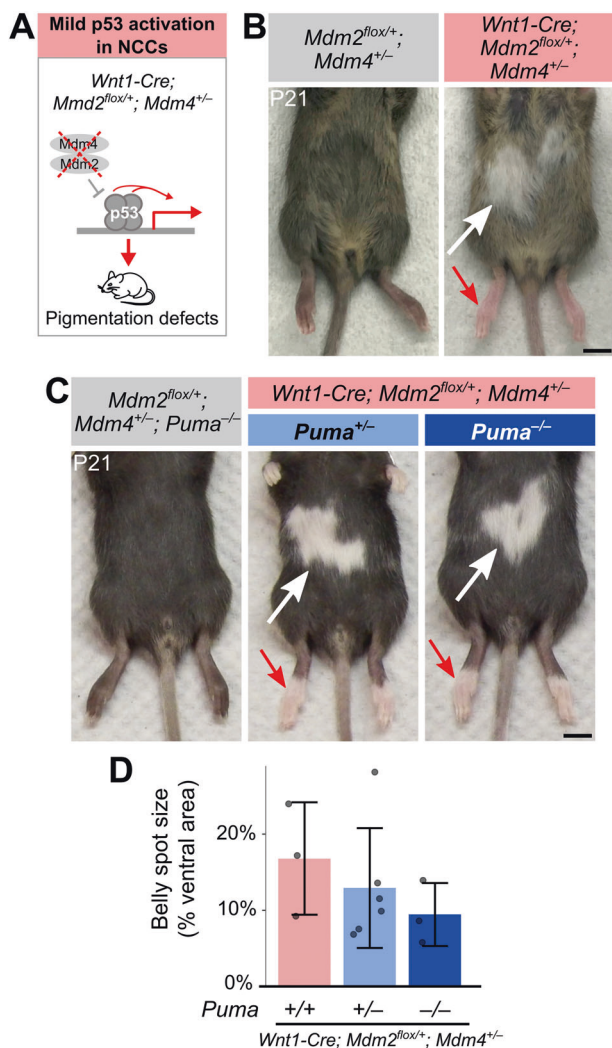 A
Mild p53 activation
in NCCs
Wnt1-Cre;
Mmd2flox/+; Mdm4+/–
Mdm4
Mdm2
p53
Pigmentation defects
B
Mdm2flox/+;
Mdm4+/–
Wnt1-Cre;
Mdm2flox/+;
Mdm4+/–
P21
C
Mdm2flox/+;
Mdm4+/–; Puma–/–
Wnt1-Cre; Mdm2flox/+; Mdm4+/–
Puma+/–
Puma–/–
P21
D
Belly spot size
(% ventral area)
20%
10%
0%
Puma +/+ +/– –/–
Wnt1-Cre; Mdm2flox/+; Mdm4+/–